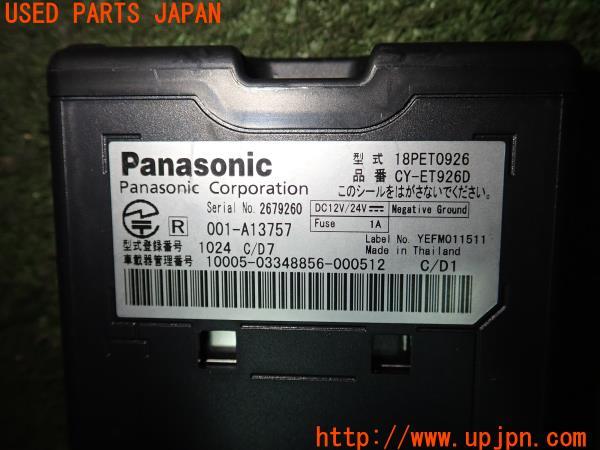 USED PARTS JAPAN
Panasonic
Panasonic Corporation
型式 18PET0926
品番 CY-ET926D
このシールをはがさないでください。
Serial No. 2679260
DC12V/24V Negative Ground
Fuse 1A
R 001-A13757
型式登録番号 1024 C/D7
Label No. YEFM011511
Made in Thailand
車載器管理番号 10005-03348856-000512 C/D1
http://www.upjpn.com/